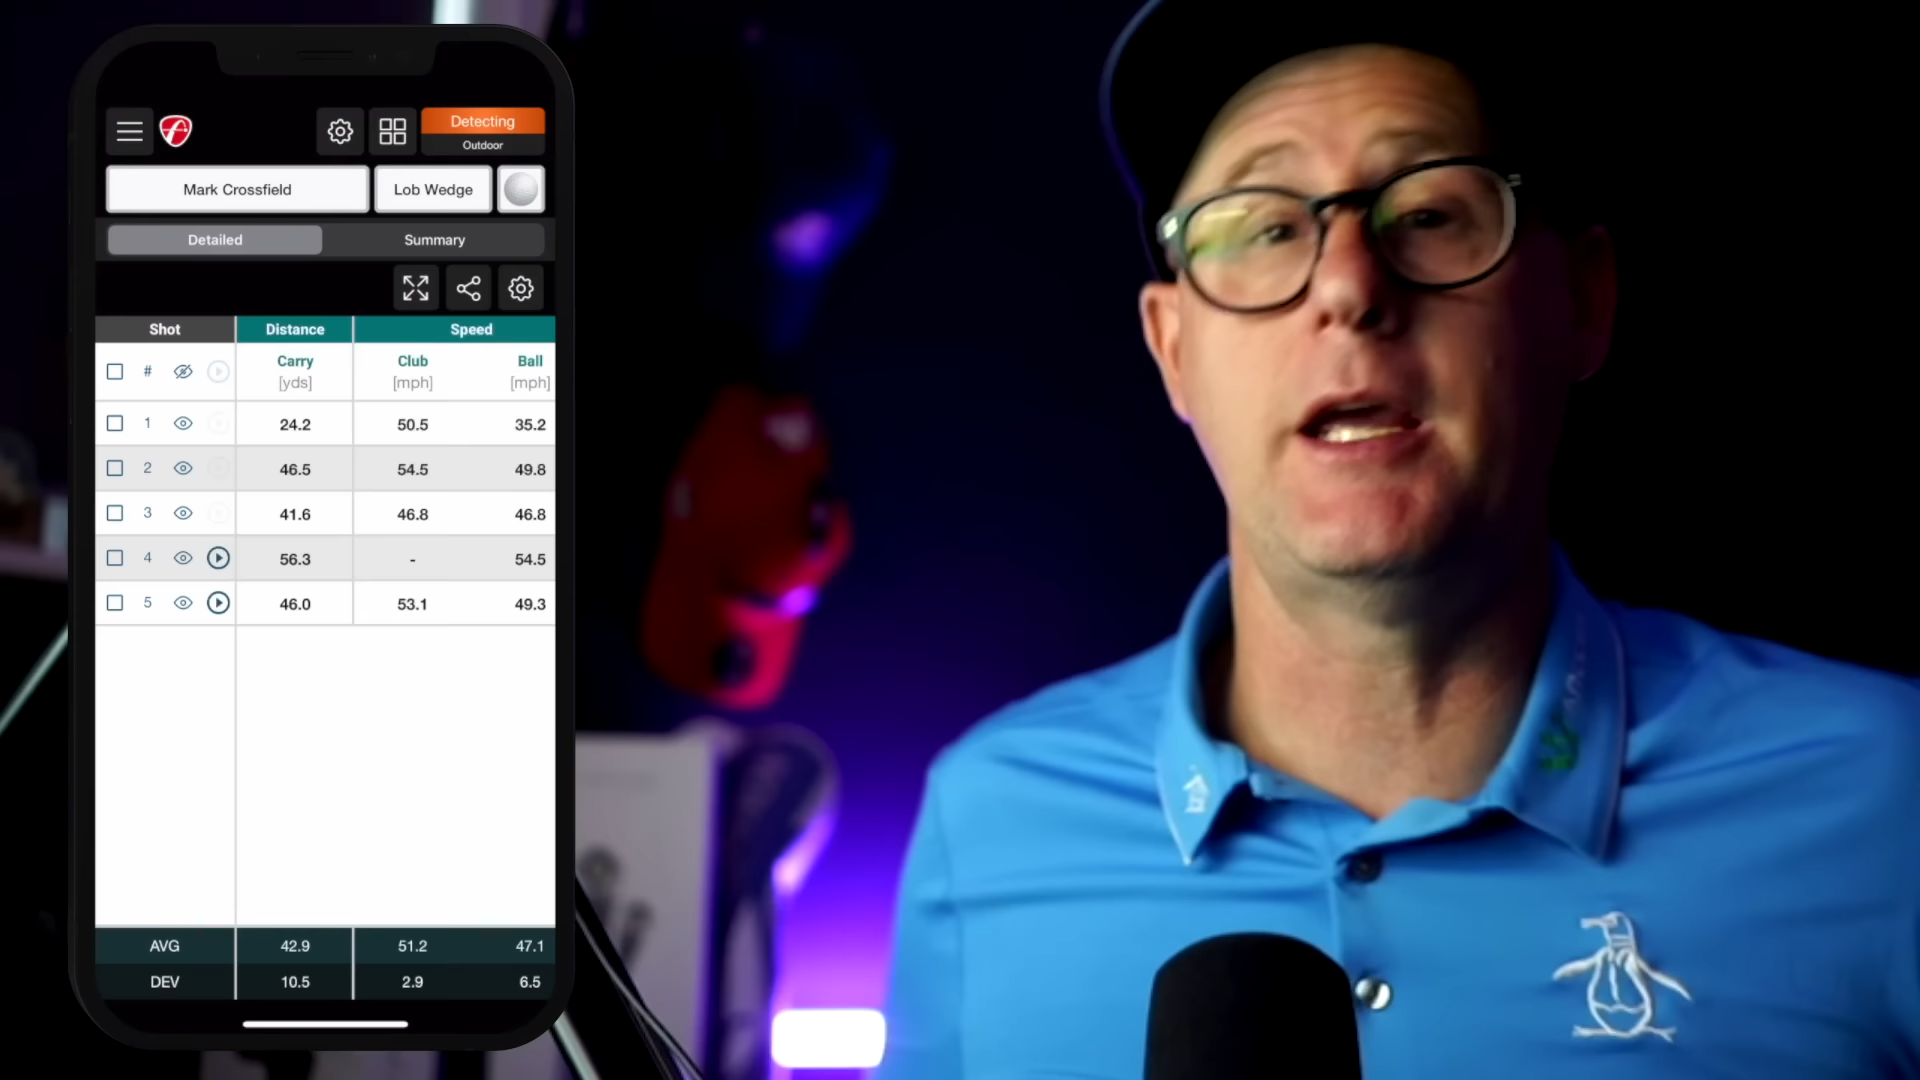 Detecting
Outdoor
Mark Crossfield
Lob Wedge
Detailed
Summary
Shot
Distance
Speed
# Carry Club Ball
[yds] [mph] [mph]
1 24.2 50.5 35.2
2 46.5 54.5 49.8
3 41.6 46.8 46.8
4 56.3 - 54.5
5 46.0 53.1 49.3
AVG 42.9 51.2 47.1
DEV 10.5 2.9 6.5